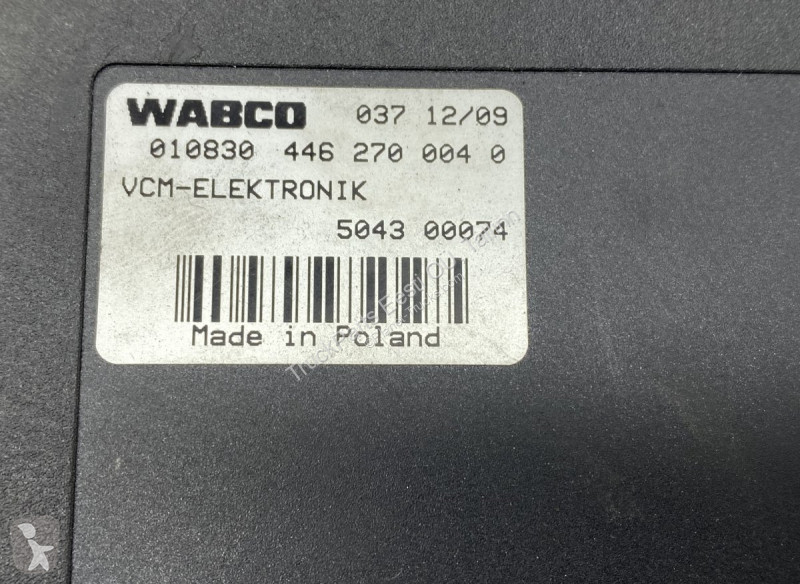 WABCO 037 12/09
010830 446 270 004 0
VCM-ELEKTRONIK
5043 00074
Made in Poland